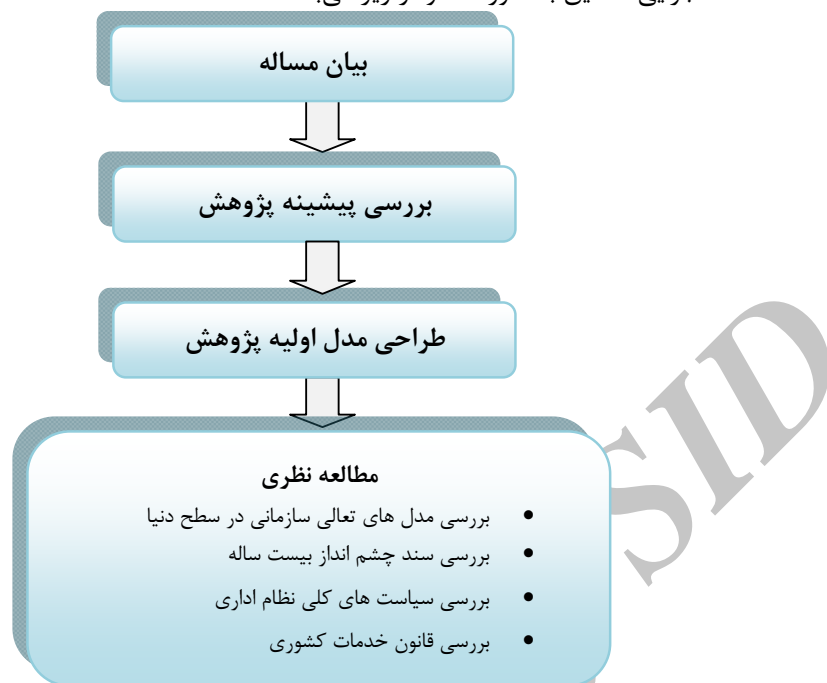 بیان مساله
بررسی پیشینه پژوهش
طراحی مدل اولیه پژوهش
مطالعه نظری
• بررسی مدل های تعالی سازمانی در سطح دنیا
• بررسی سند چشم انداز بیست ساله
• بررسی سیاست های کلی نظام اداری
• بررسی قانون خدمات کشوری
SID